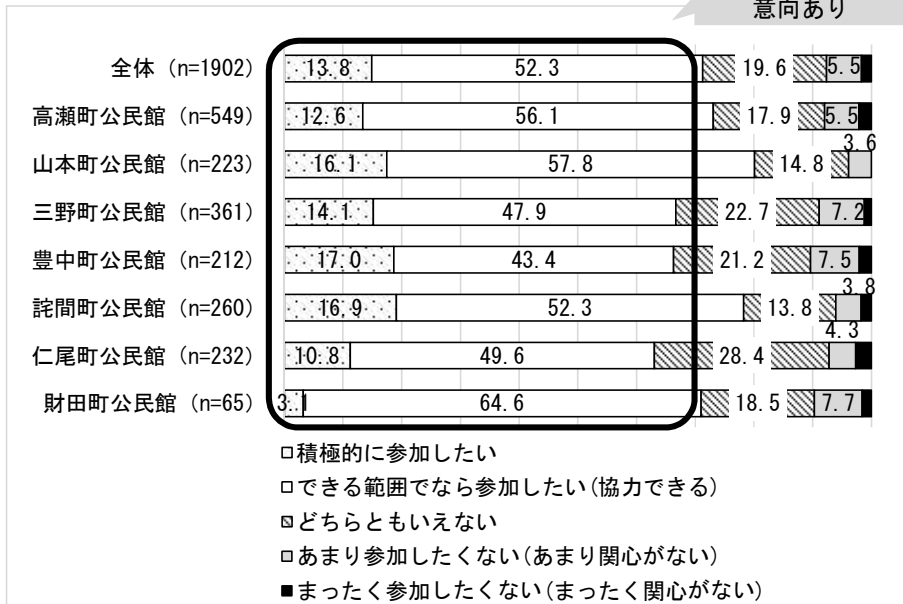 意向あり
全体 (n=1902) 13.8 52.3 19.6 5.5
高瀬町公民館 (n=549) 12.6 56.1 17.9 5.5
山本町公民館 (n=223) 16.1 57.8 14.8 3.6
三野町公民館 (n=361) 14.1 47.9 22.7 7.2
豊中町公民館 (n=212) 17.0 43.4 21.2 7.5
詫間町公民館 (n=260) 16.9 52.3 13.8 3.8
仁尾町公民館 (n=232) 10.8 49.6 28.4 4.3
財田町公民館 (n=65) 3.1 64.6 18.5 7.7
積極的に参加したい
できる範囲でなら参加したい(協力できる)
どちらともいえない
あまり参加したくない(あまり関心がない)
まったく参加したくない(まったく関心がない)